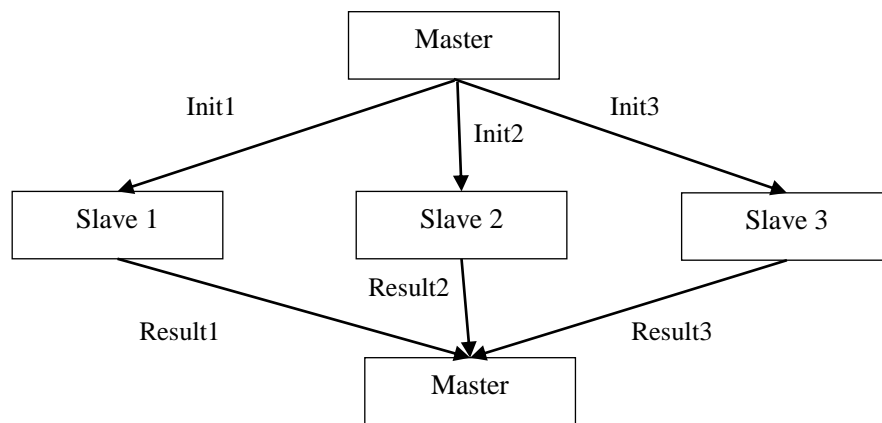 Master
Init1
Init2
Init3
Slave 1
Slave 2
Slave 3
Result1
Result2
Result3
Master